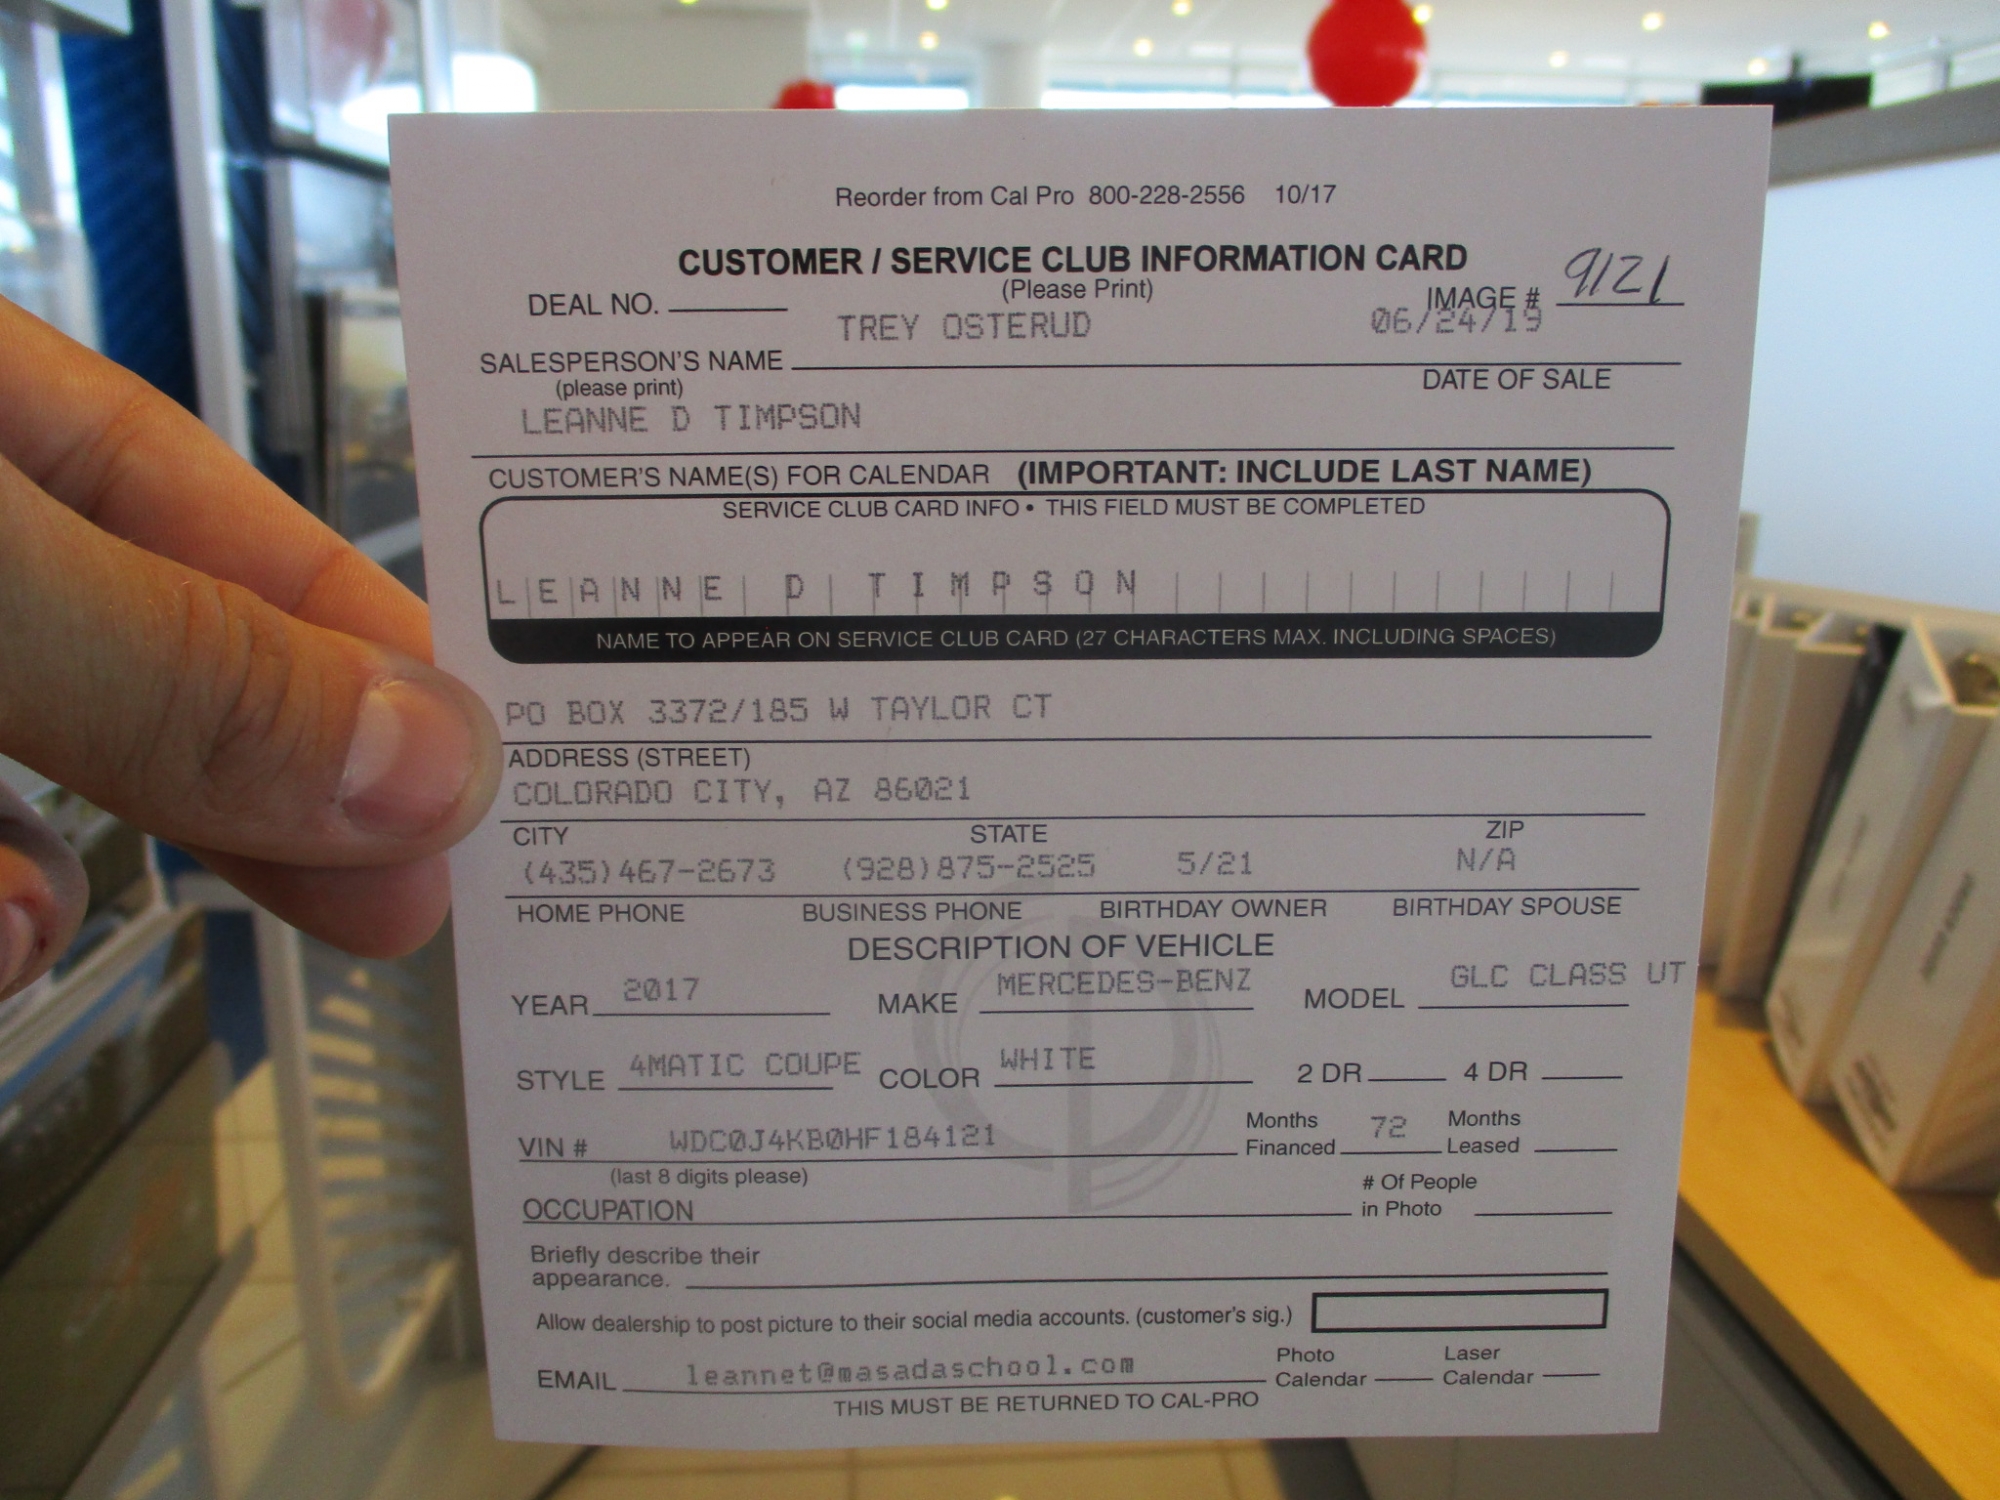 Reorder from Cal Pro 800-228-2556 10/17
CUSTOMER / SERVICE CLUB INFORMATION CARD
(Please Print)
DEAL NO. IMAGE # 9121
TREY OSTERUD 06/24/19
SALESPERSON'S NAME
(please print) DATE OF SALE
LEANNE D TIMPSON
CUSTOMER'S NAME(S) FOR CALENDAR (IMPORTANT: INCLUDE LAST NAME)
SERVICE CLUB CARD INFO • THIS FIELD MUST BE COMPLETED
LEANNE D TIMPSON
NAME TO APPEAR ON SERVICE CLUB CARD (27 CHARACTERS MAX. INCLUDING SPACES)
PO BOX 3372/185 W TAYLOR CT
ADDRESS (STREET)
COLORADO CITY, AZ 86021
CITY STATE ZIP
(435)467-2673 (928)875-2525 5/21 N/A
HOME PHONE BUSINESS PHONE BIRTHDAY OWNER BIRTHDAY SPOUSE
DESCRIPTION OF VEHICLE
YEAR 2017 MAKE MERCEDES-BENZ MODEL GLC CLASS UT
STYLE 4MATIC COUPE COLOR WHITE 2 DR 4 DR
VIN # WDC0J4KB0HF184121 Months Financed 72 Months Leased
(last 8 digits please)
OCCUPATION # Of People in Photo
Briefly describe their
appearance.
Allow dealership to post picture to their social media accounts. (customer's sig.)
EMAIL leannet@masadaschool.com Photo Calendar Laser Calendar
THIS MUST BE RETURNED TO CAL-PRO